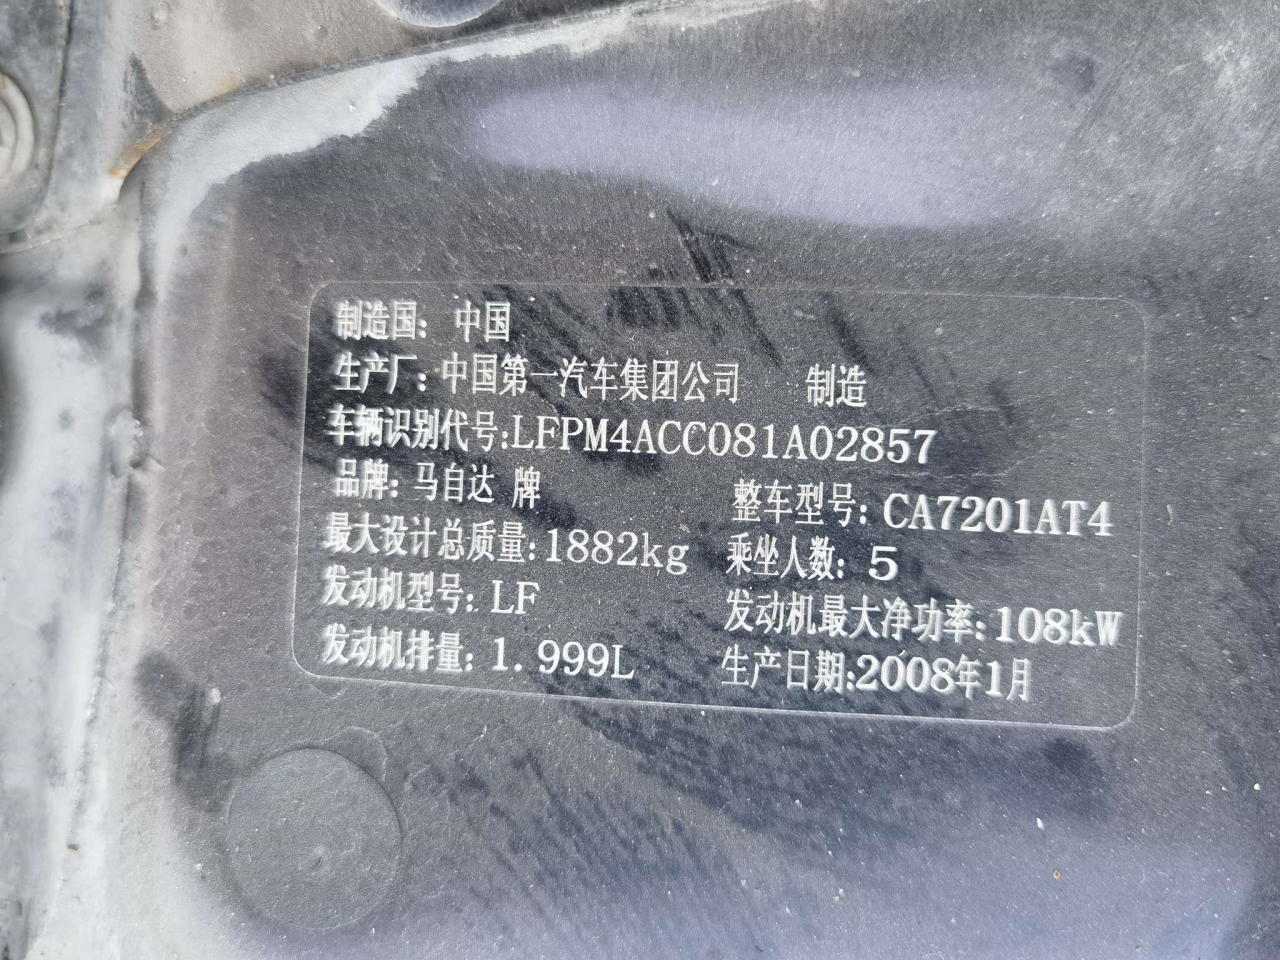 制造国：中国
生产厂：中国第一汽车集团公司 制造
车辆识别代号:LFPM4ACC081A02857
品牌：马自达 牌 整车型号：CA7201AT4
最大设计总质量:1882kg 乘坐人数：5
发动机型号：LF 发动机最大净功率:108kW
发动机排量：1.999L 生产日期:2008年1月